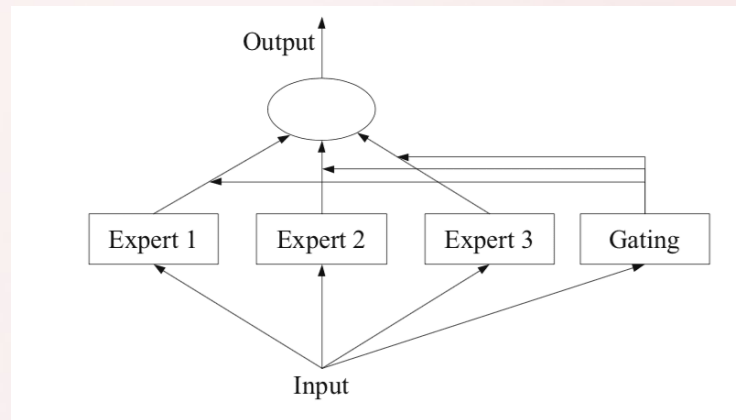 Output
Expert 1
Expert 2
Expert 3
Gating
Input